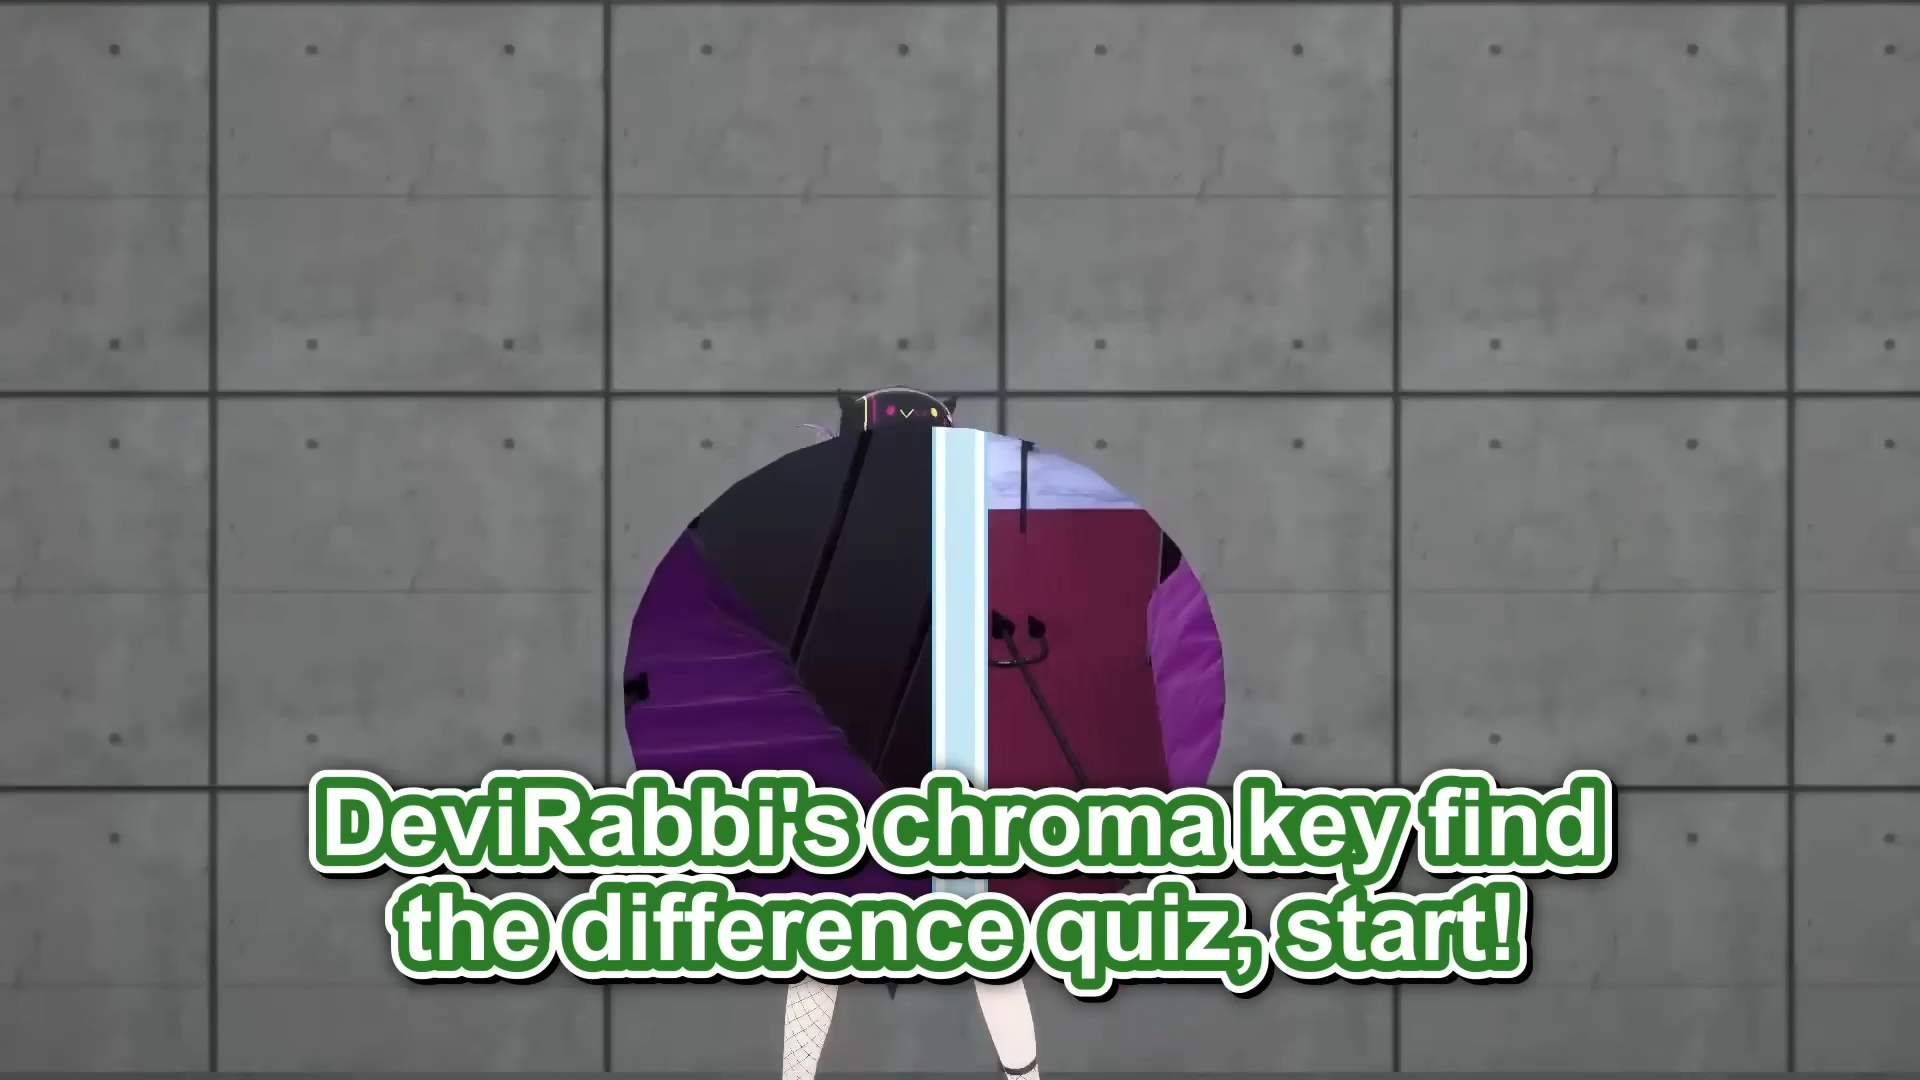 DeviRabbi's chroma key find
the difference quiz, start!